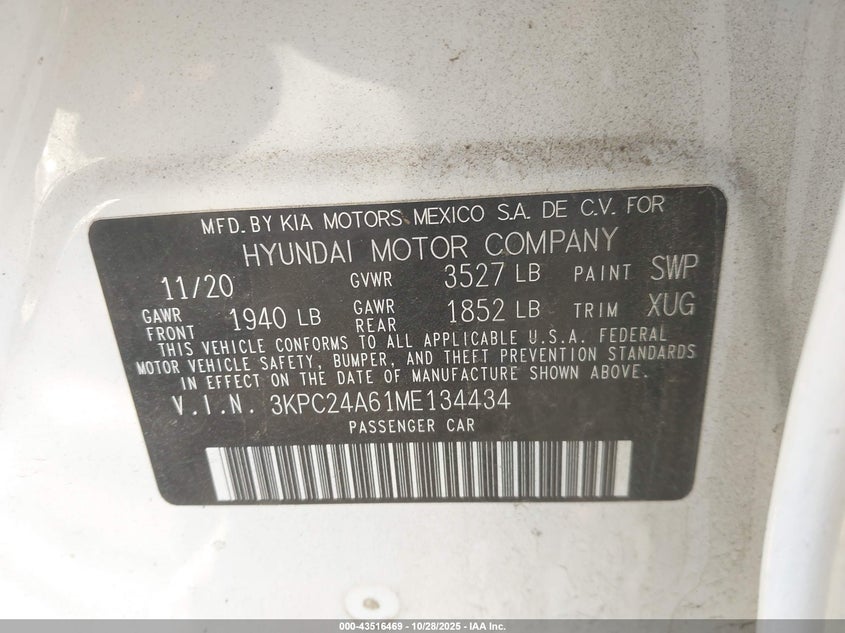 MFD. BY KIA MOTORS MEXICO S.A. DE C.V. FOR
HYUNDAI MOTOR COMPANY
11/20 GVWR 3527 LB PAINT SWP
GAWR FRONT 1940 LB GAWR REAR 1852 LB TRIM XUG
THIS VEHICLE CONFORMS TO ALL APPLICABLE U.S.A. FEDERAL
MOTOR VEHICLE SAFETY, BUMPER, AND THEFT PREVENTION STANDARDS
IN EFFECT ON THE DATE OF MANUFACTURE SHOWN ABOVE.
V.I.N. 3KPC24A61ME134434
PASSENGER CAR
000-43516469 - 10/28/2025 - IAA Inc.